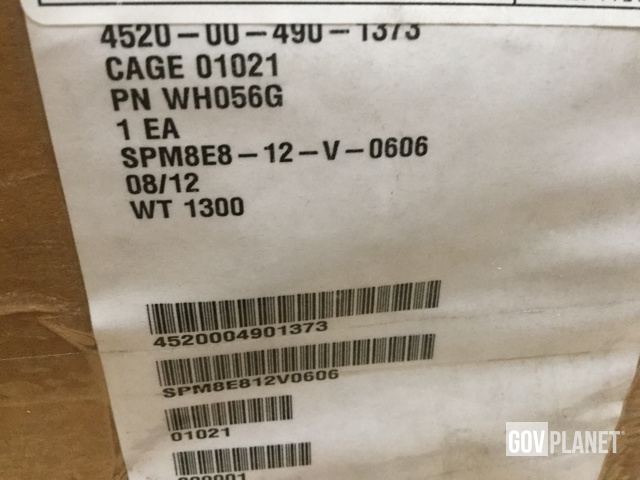 4520-00-490-1373
CAGE 01021
PN WH056G
1 EA
SPM8E8-12-V-0606
08/12
WT 1300
4520004901373
SPM8E812V0606
01021
GOVPLANET